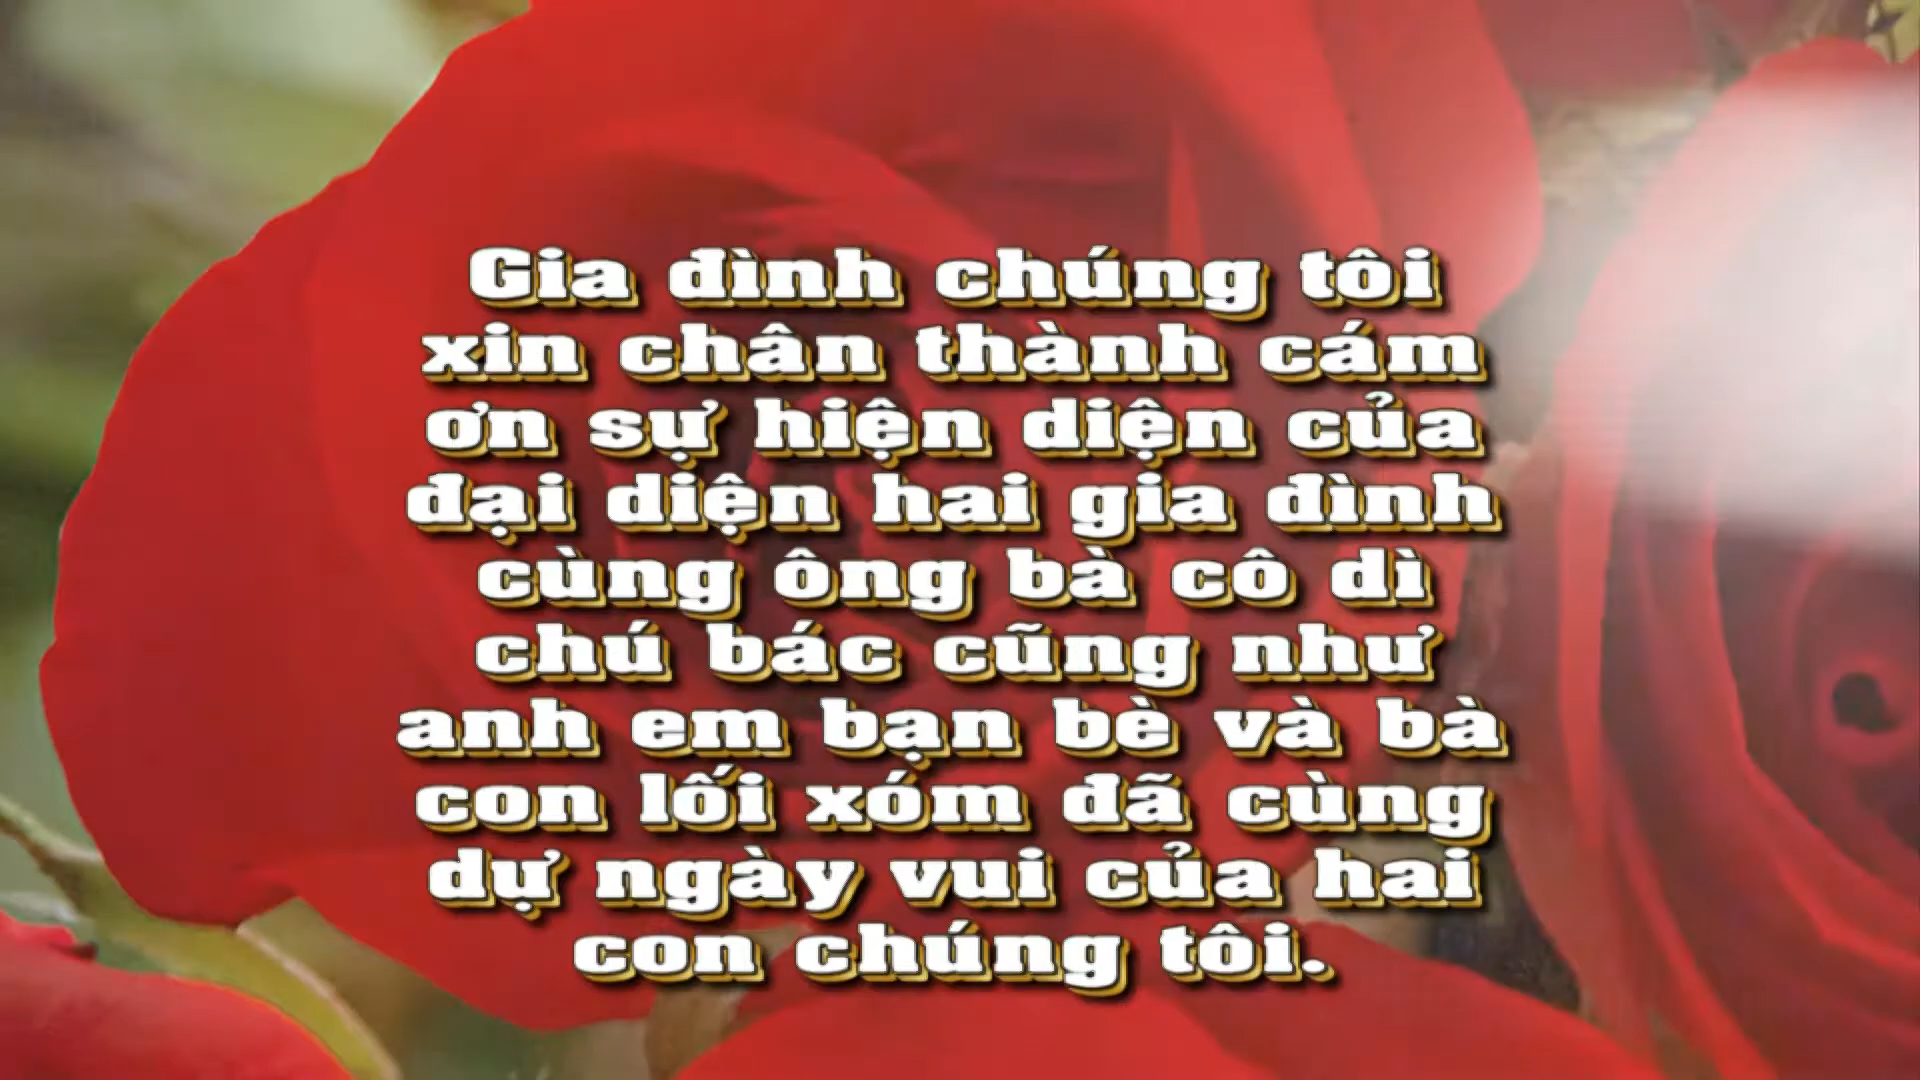 Gia đình chúng tôi
xin chân thành cám
ơn sự hiện diện của
đại diện hai gia đình
cùng ông bà cô dì
chú bác cũng như
anh em bạn bè và bà
con lối xóm đã cùng
dự ngày vui của hai
con chúng tôi.